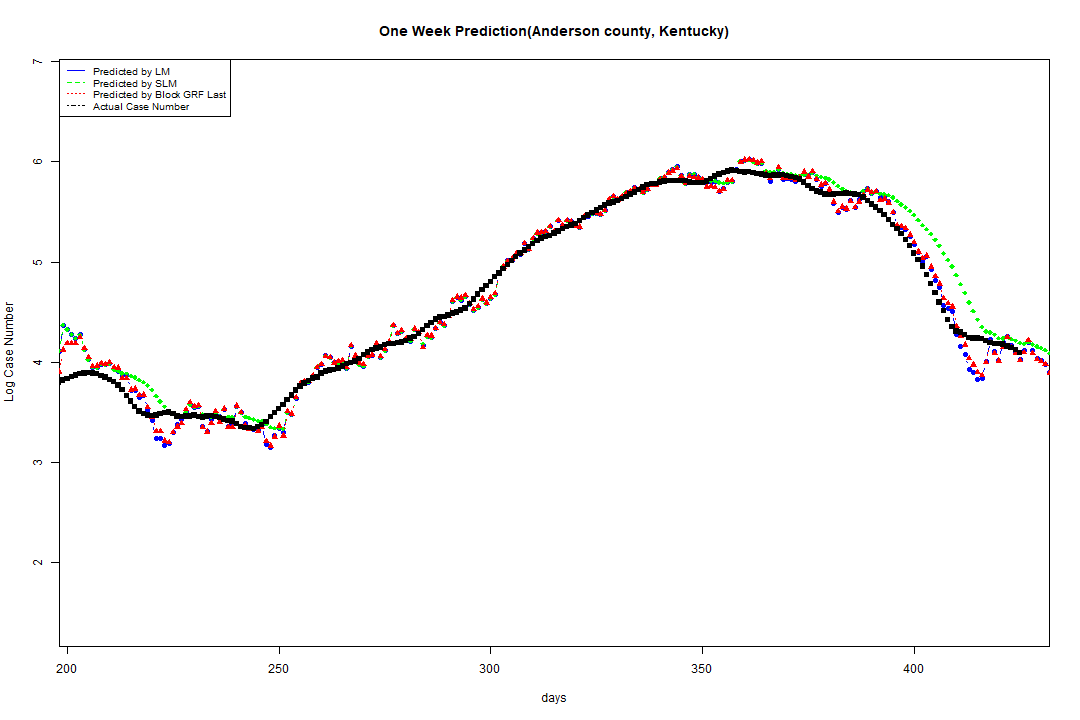 One Week Prediction(Anderson county, Kentucky)
Predicted by LM
Predicted by SLM
Predicted by Block GRF Last
Actual Case Number
7
6
5
4
3
2
Log Case Number
200 250 300 350 400
days